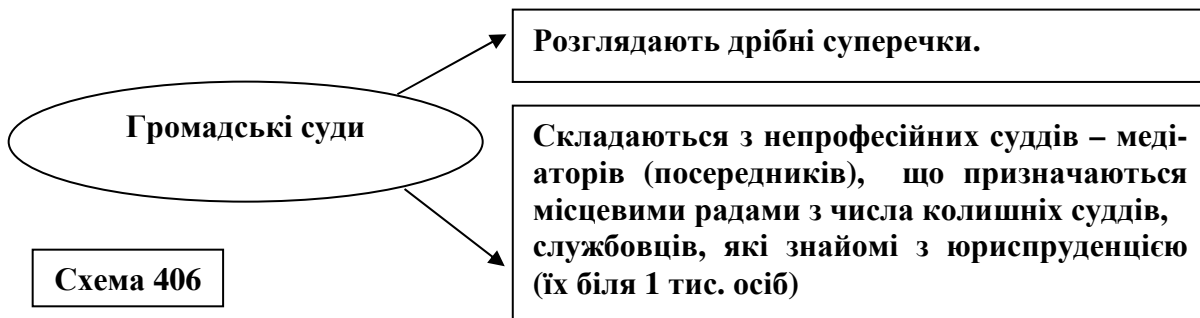 Розглядають дрібні суперечки.
Громадські суди
Складаються з непрофесійних суддів – меді-
аторів (посередників), що призначаються
місцевими радами з числа колишніх суддів,
службовців, які знайомі з юриспруденцією
(їх біля 1 тис. осіб)
Схема 406